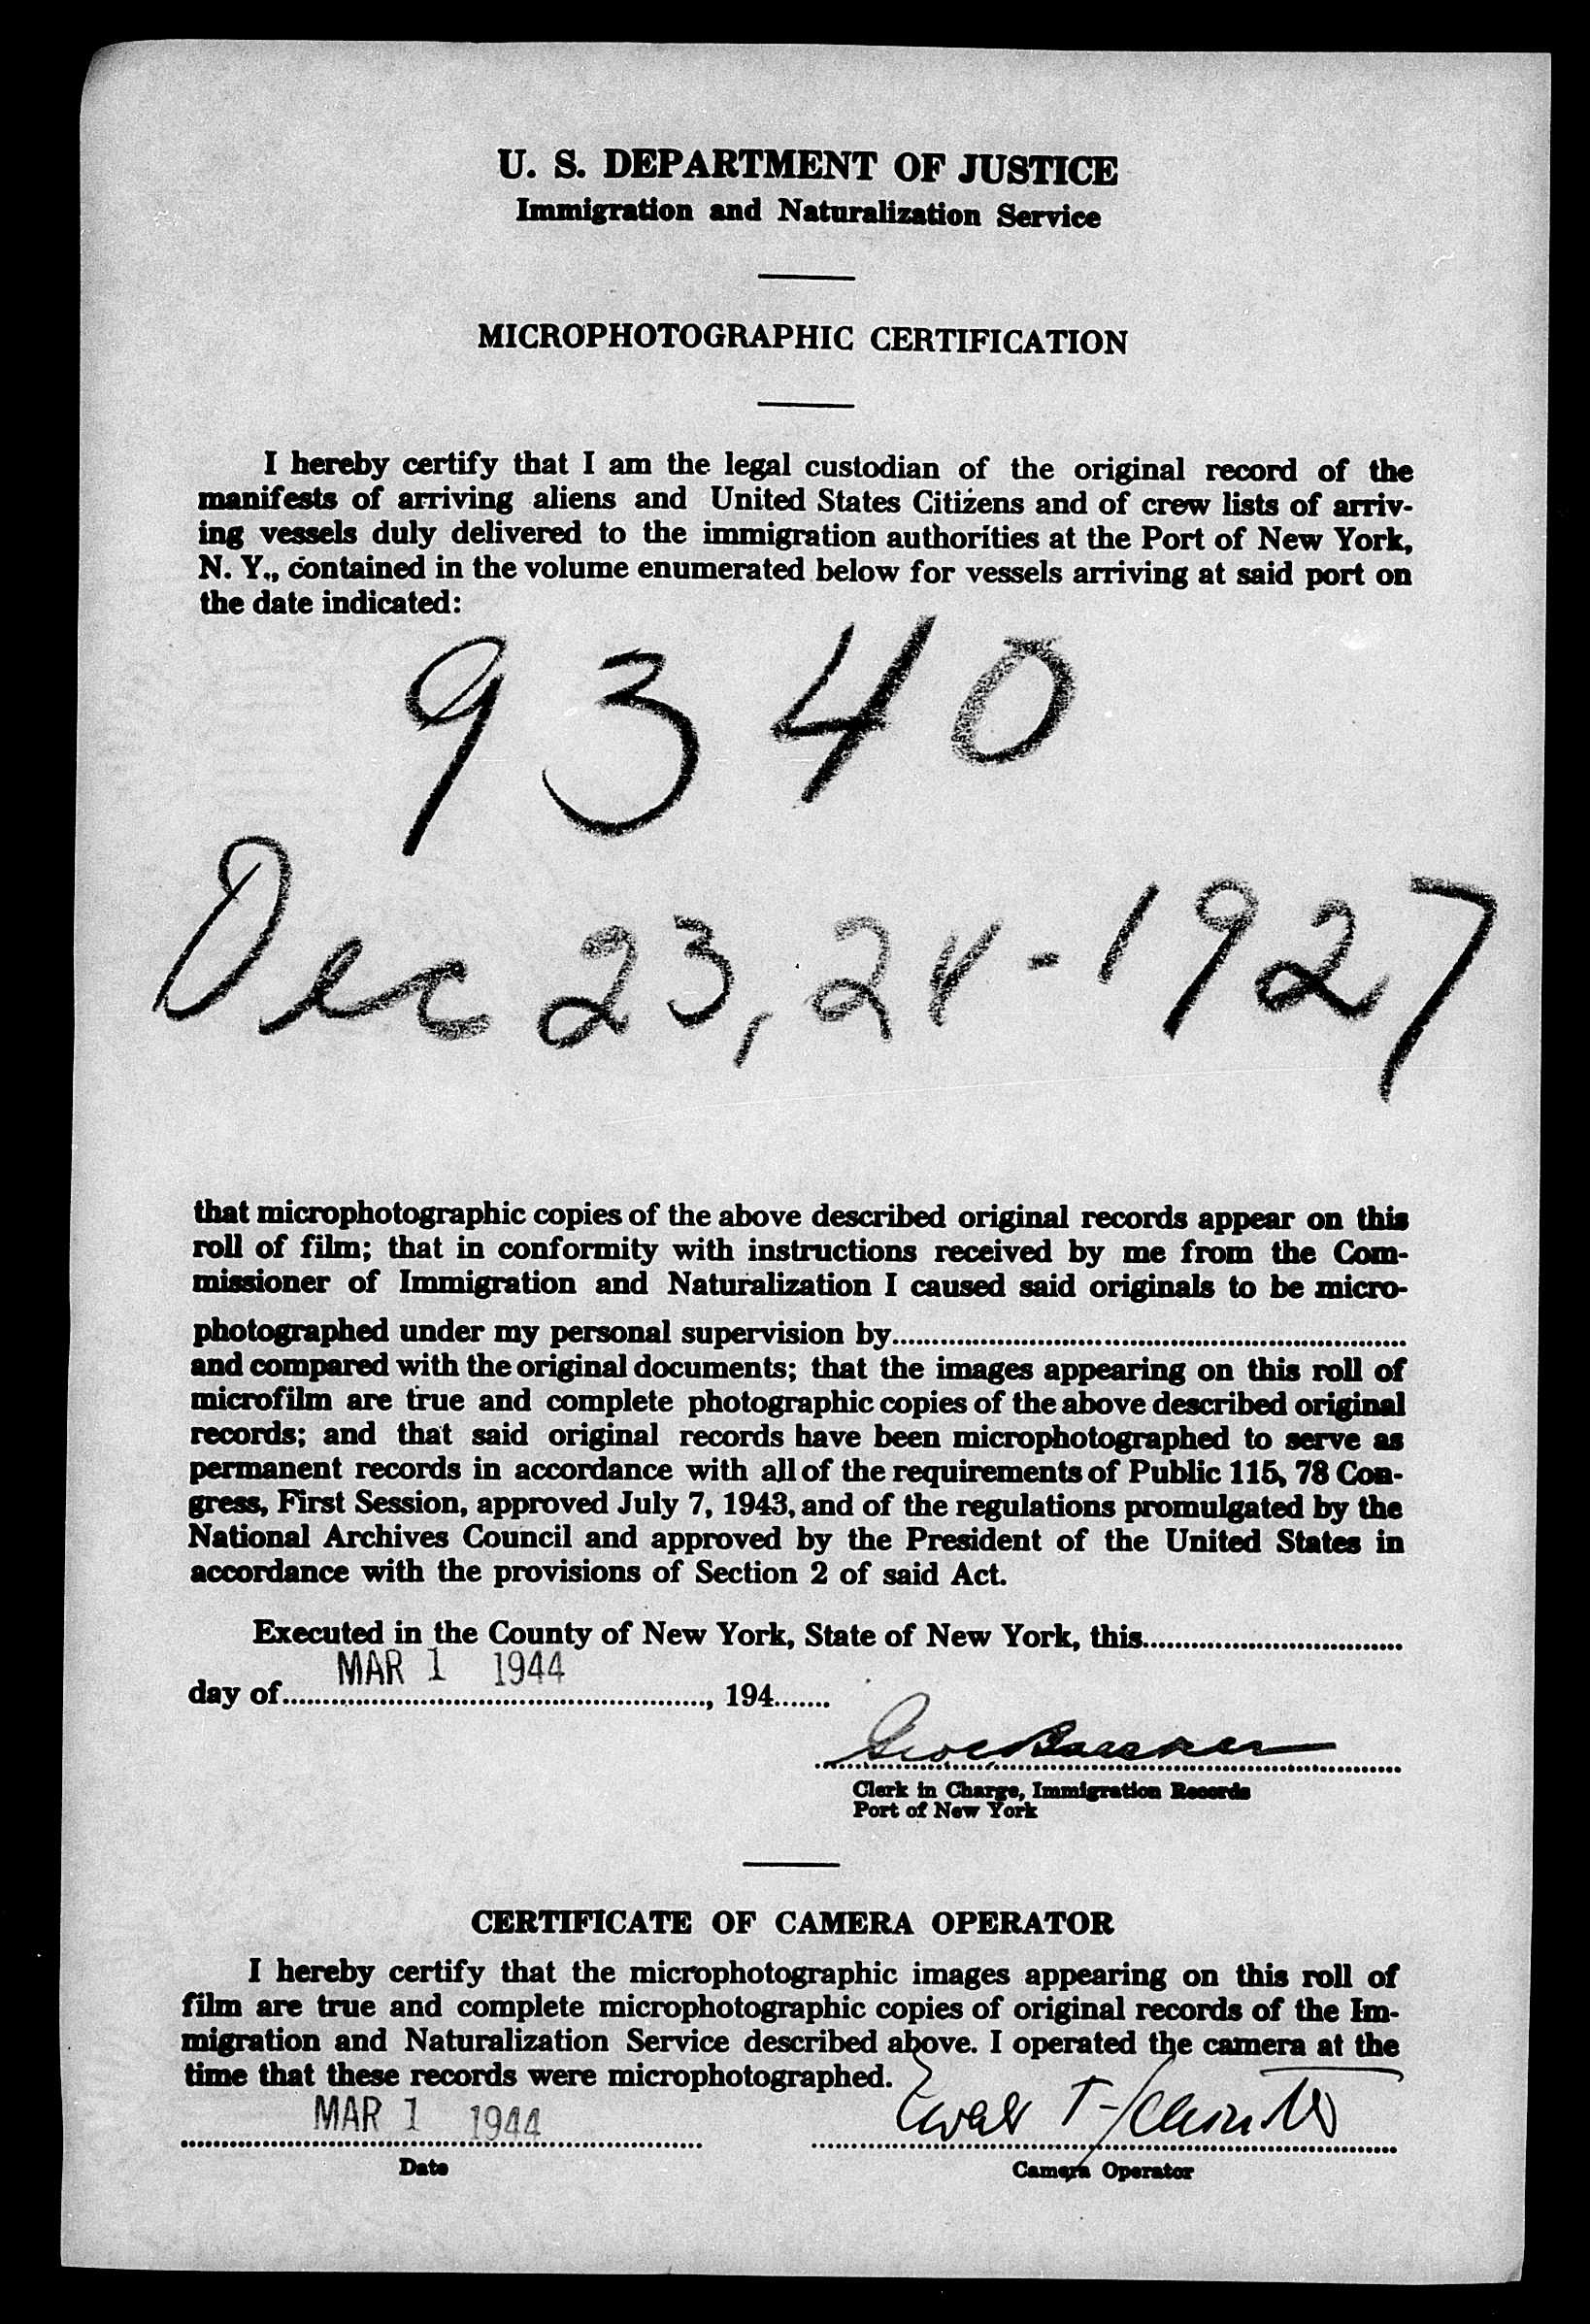 U. S. DEPARTMENT OF JUSTICE
Immigration and Naturalization Service
MICROPHOTOGRAPHIC CERTIFICATION
I hereby certify that I am the legal custodian of the original record of the
manifests of arriving aliens and United States Citizens and of crew lists of arriv-
ing vessels duly delivered to the immigration authorities at the Port of New York,
N. Y., contained in the volume enumerated below for vessels arriving at said port on
the date indicated:
9340
Dec 23, 24-1927
that microphotographic copies of the above described original records appear on this
roll of film; that in conformity with instructions received by me from the Com-
missioner of Immigration and Naturalization I caused said originals to be micro-
photographed under my personal supervision by
and compared with the original documents; that the images appearing on this roll of
microfilm are true and complete photographic copies of the above described original
records; and that said original records have been microphotographed to serve as
permanent records in accordance with all of the requirements of Public 115, 78 Con-
gress, First Session, approved July 7, 1943, and of the regulations promulgated by the
National Archives Council and approved by the President of the United States in
accordance with the provisions of Section 2 of said Act.
Executed in the County of New York, State of New York, this
MAR 1 1944
day of , 194
Clerk in Charge, Immigration Records
Port of New York
CERTIFICATE OF CAMERA OPERATOR
I hereby certify that the microphotographic images appearing on this roll of
film are true and complete microphotographic copies of original records of the Im-
migration and Naturalization Service described above. I operated the camera at the
time that these records were microphotographed.
MAR 1 1944
Date
Camera Operator